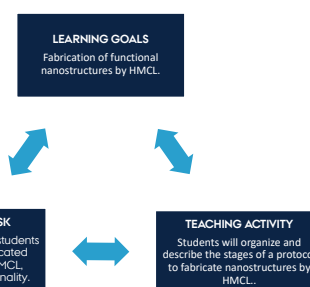 LEARNING GOALS
Fabrication of functional
nanostructures by HMCL.
SK
students
cated
MCL,
nality.
TEACHING ACTIVITY
Students will organize and
describe the stages of a protoco
to fabricate nanostructures by
HMCL..